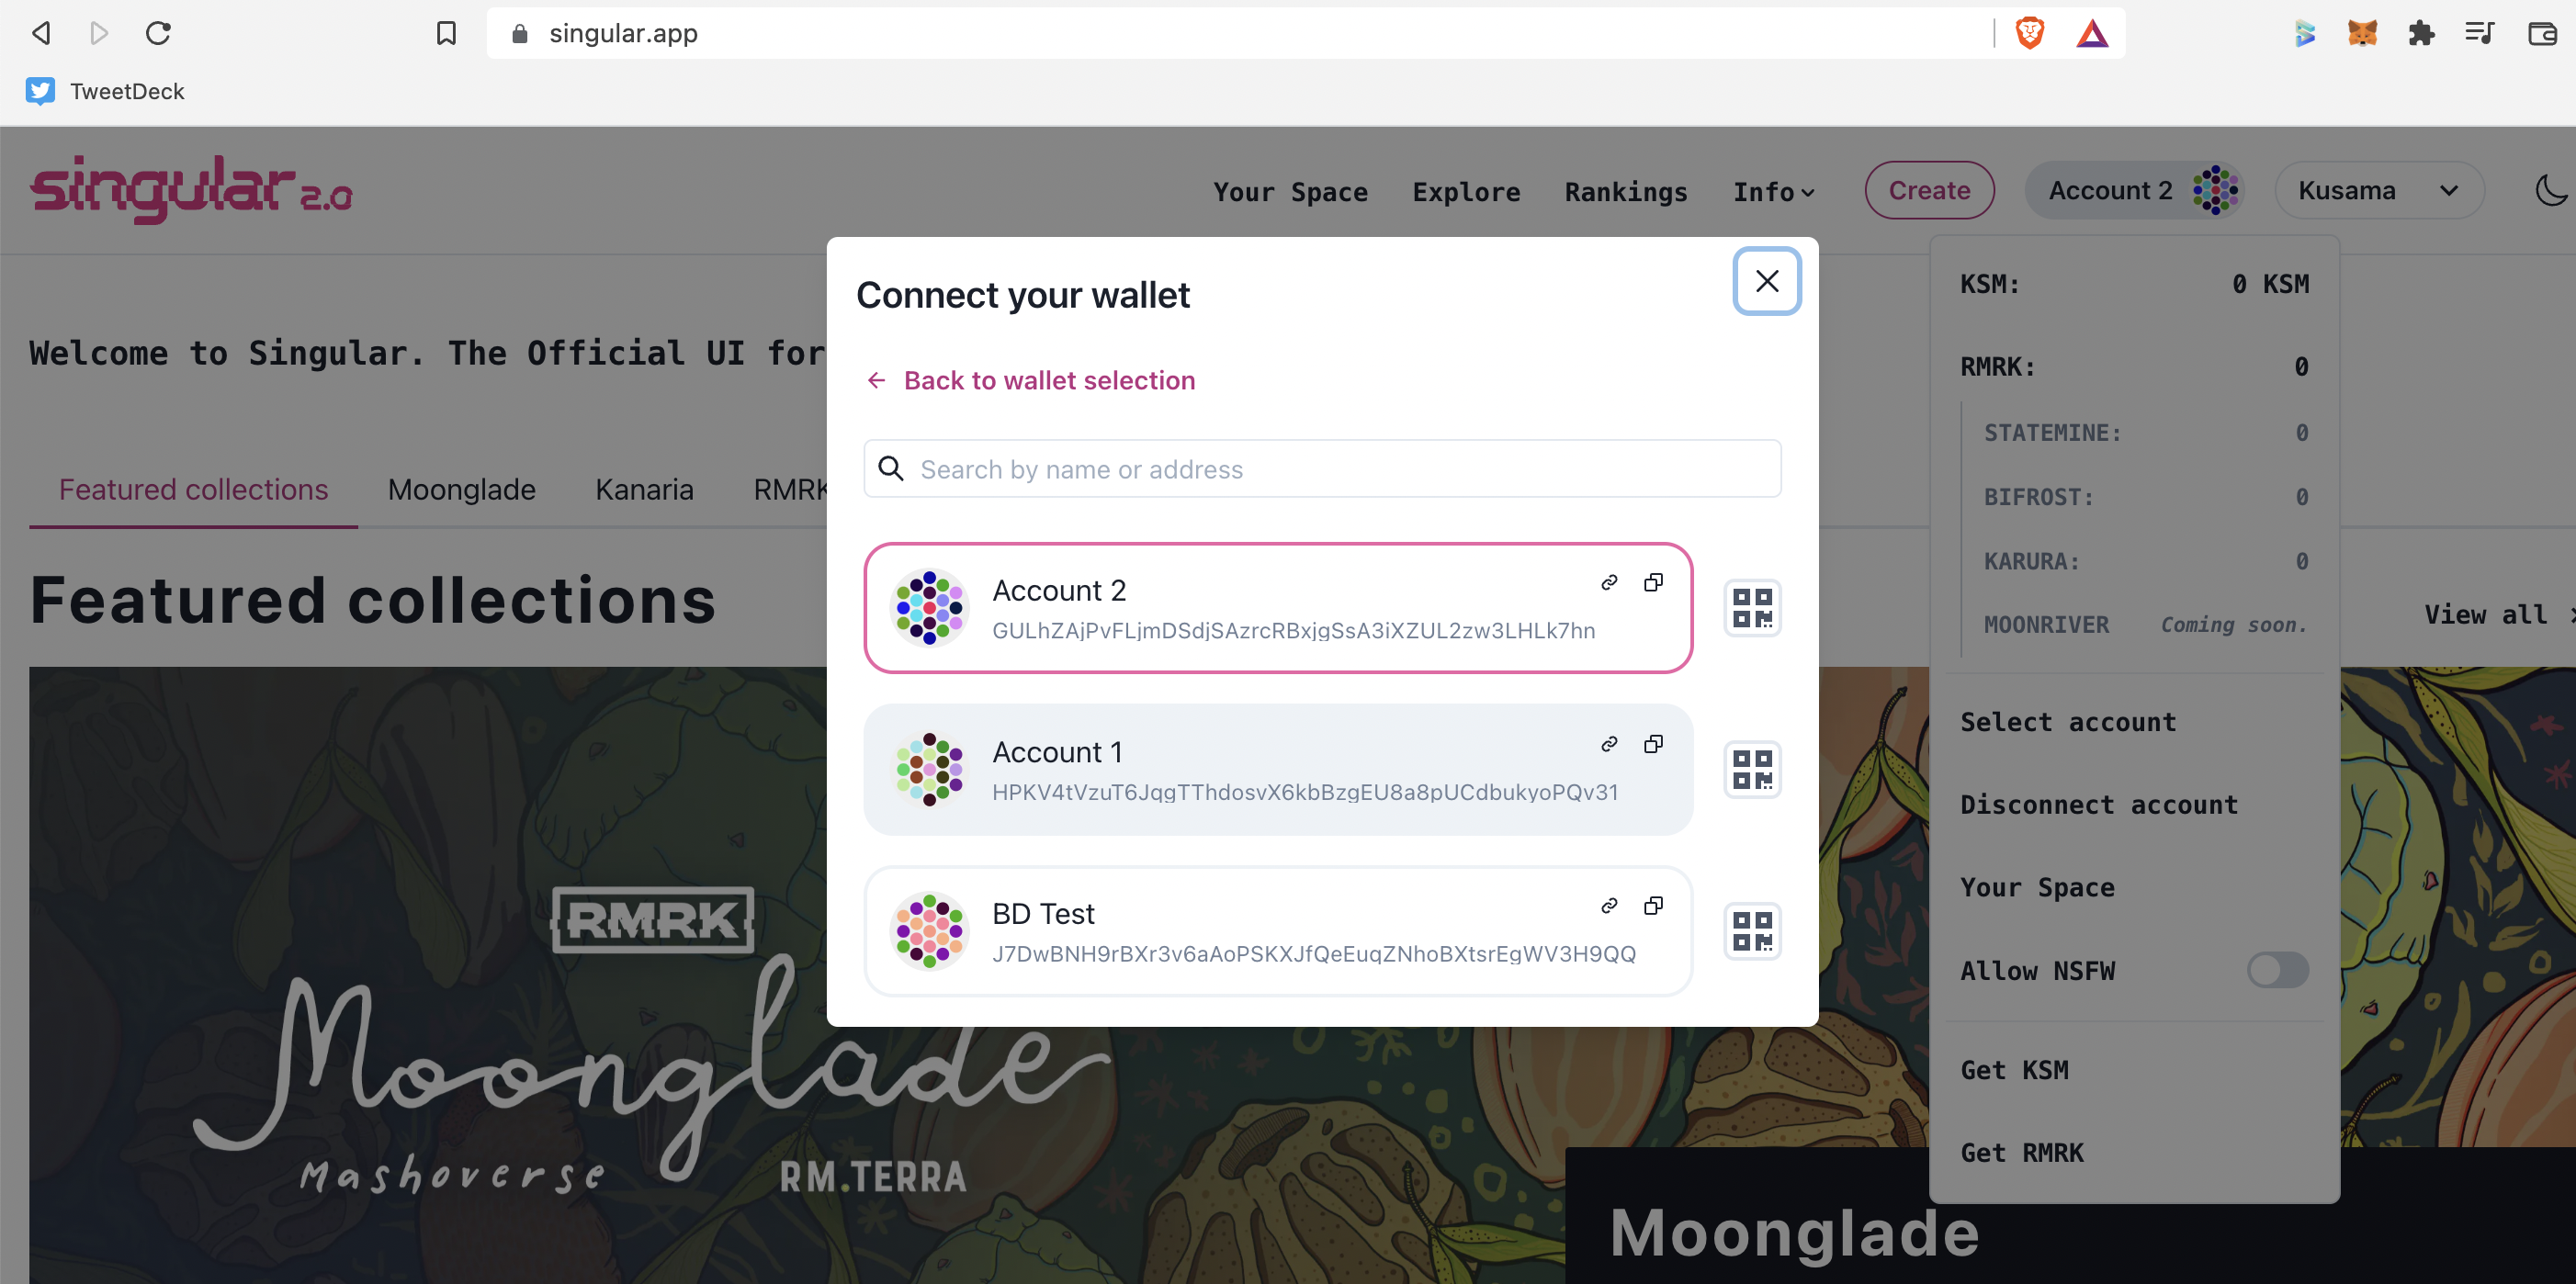 singular.app
TweetDeck
singular 2.0
Your Space
Explore
Rankings
Info
Create
Account 2
Kusama
Connect your wallet
Back to wallet selection
Search by name or address
Account 2
GULhZAjPvFLjmDSdjSAzrcRBxjgSsA3iXZUL2zw3LHLk7hn
Account 1
HPKV4tVzuT6JqgTThdosvX6kbBzgEU8a8pUCdbukyoPQv31
BD Test
J7DwBNH9rBXr3v6aAoPSKXJfQeEuqZNhoBXtsrEgWV3H9QQ
KSM: 0 KSM
RMRK: 0
STATEMINE: 0
BIFROST: 0
KARURA: 0
MOONRIVER Coming soon.
Select account
Disconnect account
Your Space
Allow NSFW
Get KSM
Get RMRK
Welcome to Singular. The Official UI for
Featured collections
Moonglade
Kanaria
RMRK
Featured collections
View all
RMRK
Moonglade
Mashoverse
RM.TERRA
Moonglade